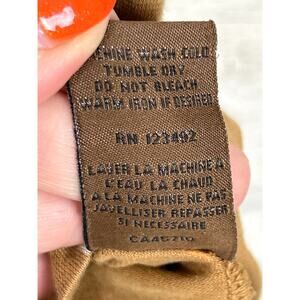 MACHINE WASH COLD
TUMBLE DRY
DO NOT BLEACH
WARM IRON IF DESIRED
RN 123492
LAVER LA MACHINE A
L'EAU LA CHAUD
A LA MACHINE NE PAS
JAVELLISER REPASSER
SI NECESSAIRE